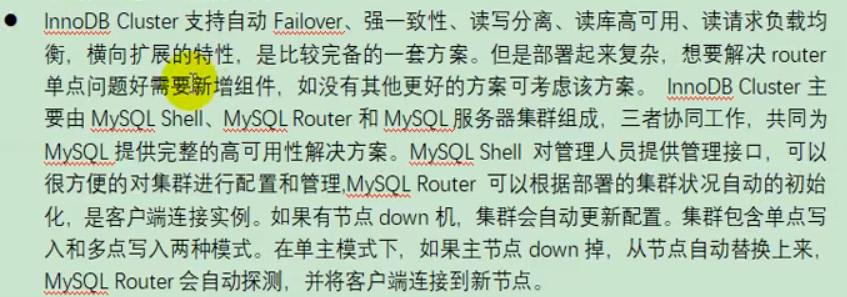 ● InnoDB Cluster 支持自动 Failover、强一致性、读写分离、读库高可用、读请求负载均
衡，横向扩展的特性，是比较完备的一套方案。但是部署起来复杂，想要解决 router
单点问题好需要新增组件，如没有其他更好的方案可考虑该方案。 InnoDB Cluster 主
要由 MySQL Shell、MySQL Router 和 MySQL 服务器集群组成，三者协同工作，共同为
MySQL 提供完整的高可用性解决方案。MySQL Shell 对管理人员提供管理接口，可以
很方便的对集群进行配置和管理,MySQL Router 可以根据部署的集群状况自动的初始
化，是客户端连接实例。如果有节点 down 机，集群会自动更新配置。集群包含单点写
入和多点写入两种模式。在单主模式下，如果主节点 down 掉，从节点自动替换上来，
MySQL Router 会自动探测，并将客户端连接到新节点。